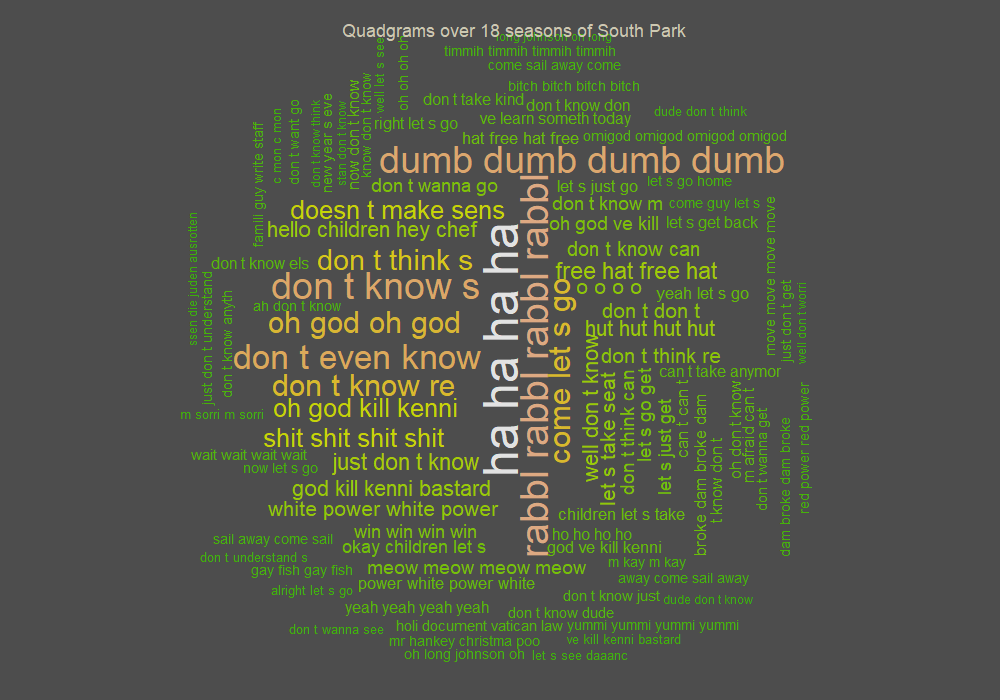 Quadgrams over 18 seasons of South Park
long johnson oh long
timmih timmih timmih timmih
come sail away come
bitch bitch bitch bitch
don t take kind
don t know don
dude don t think
right let s go
ve learn someth today
hat free hat free
omigod omigod omigod omigod
well let s see
oh oh oh oh
know don t know
now don t know
stan don t know
new year s eve
don t know think
don t want go
c mon c mon
famill guy write staff
dumb dumb dumb dumb
don t wanna go
let s just go
let s go home
doesn t make sens
don t know m
come guy let s
hello children hey chef
oh god ve kill
let s get back
don t know els
don t think s
don t know can
don t know s
free hat free hat
o o o o
yeah let s go
ah don t know
don t don t
oh god oh god
hut hut hut hut
don t even know
don t think re
don t know re
can t take anymor
m sorri m sorri
oh god kill kenni
shit shit shit shit
wait wait wait wait
now let s go
just don t know
ssen die juden ausrotten
just don t understand
don t know anyth
ha ha ha ha
rabbl rabbl rabbl rabbl
come let s go
well don t know
let s take seat
don t think can
let s go get
let s just get
can t can t
broke dam broke dam
t know don t
oh don t know
m afraid can t
don t wanna get
move move move move
just don t get
well don t worri
dam broke dam broke
red power red power
god kill kenni bastard
white power white power
children let s take
win win win win
ho ho ho ho
sail away come sail
okay children let s
god ve kill kenni
don t understand s
gay fish gay fish
meow meow meow meow
m kay m kay
power white power white
away come sail away
alright let s go
don t know just
dude don t know
yeah yeah yeah yeah
don t know dude
don t wanna see
holi document vatican law
yummi yummi yummi yummi
mr hankey christma poo
ve kill kenni bastard
oh long johnson oh
let s see daaanc